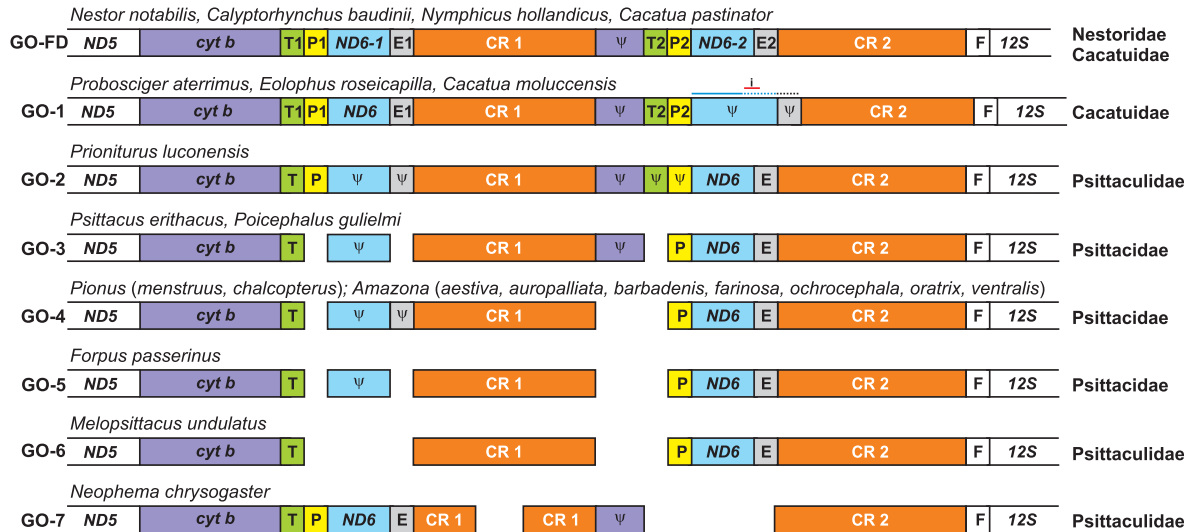 Nestor notabilis, Calyptorhynchus baudinii, Nymphicus hollandicus, Cacatua pastinator
GO-FD ND5 cyt b T1 P1 ND6-1 E1 CR 1 ψ T2 P2 ND6-2 E2 CR 2 F 12S Nestoridae
Cacatuidae
Probosciger aterrimus, Eolophus roseicapilla, Cacatua moluccensis
i
GO-1 ND5 cyt b T1 P1 ND6 E1 CR 1 ψ T2 P2 ψ ψ CR 2 F 12S Cacatuidae
Prioniturus luconensis
GO-2 ND5 cyt b T P ψ ψ CR 1 ψ ψ ψ ND6 E CR 2 F 12S Psittaculidae
Psittacus erithacus, Poicephalus gulielmi
GO-3 ND5 cyt b T ψ CR 1 ψ P ND6 E CR 2 F 12S Psittacidae
Pionus (menstruus, chalcopterus); Amazona (aestiva, auropalliata, barbadenis, farinosa, ochrocephala, oratrix, ventralis)
GO-4 ND5 cyt b T ψ ψ CR 1 P ND6 E CR 2 F 12S Psittacidae
Forpus passerinus
GO-5 ND5 cyt b T ψ CR 1 P ND6 E CR 2 F 12S Psittacidae
Melopsittacus undulatus
GO-6 ND5 cyt b T CR 1 P ND6 E CR 2 F 12S Psittaculidae
Neophema chrysogaster
GO-7 ND5 cyt b T P ND6 E CR 1 CR 1 ψ CR 2 F 12S Psittaculidae